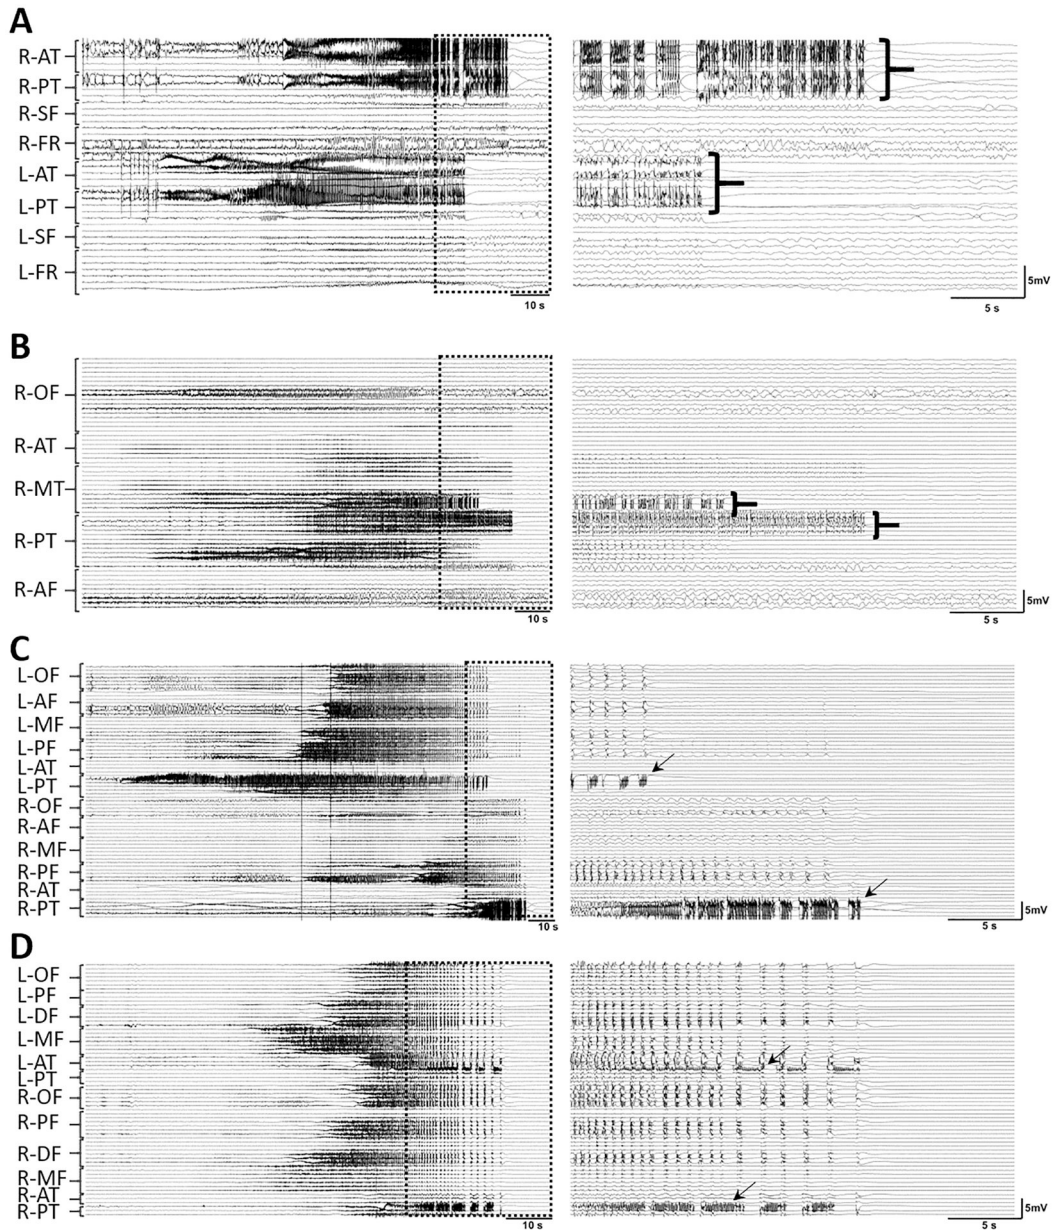 A
R-AT
R-PT
R-SF
R-FR
L-AT
L-PT
L-SF
L-FR
10 s
5 s
5mV
B
R-OF
R-AT
R-MT
R-PT
R-AF
10 s
5 s
5mV
C
L-OF
L-AF
L-MF
L-PF
L-AT
L-PT
R-OF
R-AF
R-MF
R-PF
R-AT
R-PT
10 s
5 s
5mV
D
L-OF
L-PF
L-DF
L-MF
L-AT
L-PT
R-OF
R-PF
R-DF
R-MF
R-AT
R-PT
10 s
5 s
5mV